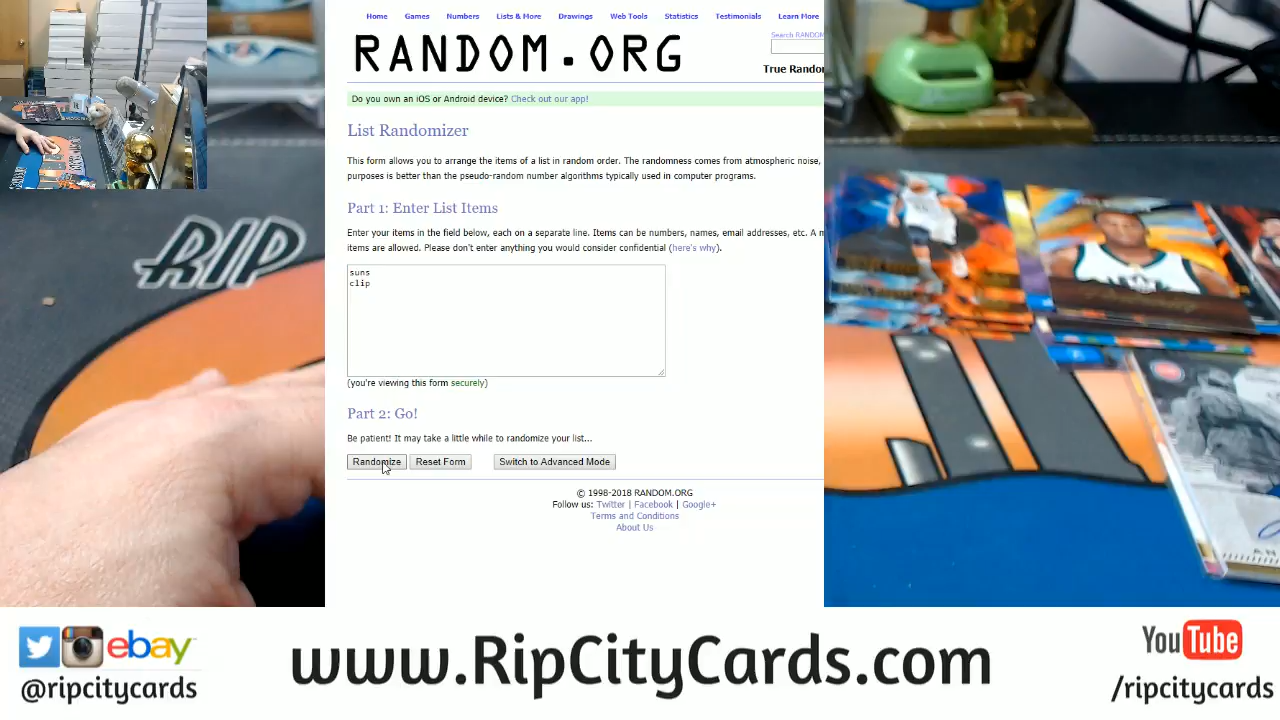 Home Games Numbers Lists & More Drawings Web Tools Statistics Testimonials Learn More
RANDOM.ORG
Search RANDOM
True Random
Do you own an iOS or Android device? Check out our app!
List Randomizer
This form allows you to arrange the items of a list in random order. The randomness comes from atmospheric noise,
purposes is better than the pseudo-random number algorithms typically used in computer programs.
Part 1: Enter List Items
Enter your items in the field below, each on a separate line. Items can be numbers, names, email addresses, etc. A m
items are allowed. Please don't enter anything you would consider confidential (here's why).
suns
clip
(you're viewing this form securely)
Part 2: Go!
Be patient! It may take a little while to randomize your list...
Randomize Reset Form Switch to Advanced Mode
© 1998-2018 RANDOM.ORG
Follow us: Twitter | Facebook | Google+
Terms and Conditions
About Us
RIP
AN
ebay
@ripcitycards
www.RipCityCards.com
YouTube
/ripcitycards